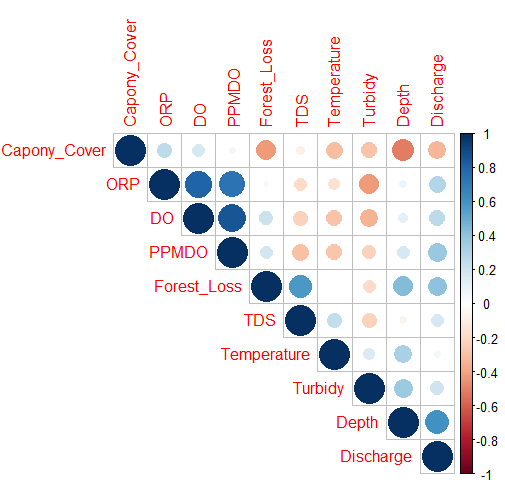 Capony_Cover
ORP
DO
PPMDO
Forest_Loss
TDS
Temperature
Turbidy
Depth
Discharge
Capony_Cover
ORP
DO
PPMDO
Forest_Loss
TDS
Temperature
Turbidy
Depth
Discharge
1
0.8
0.6
0.4
0.2
0
-0.2
-0.4
-0.6
-0.8
-1